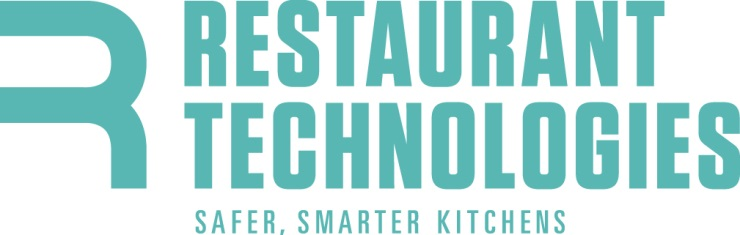 RESTAURANT
TECHNOLOGIES
SAFER, SMARTER KITCHENS